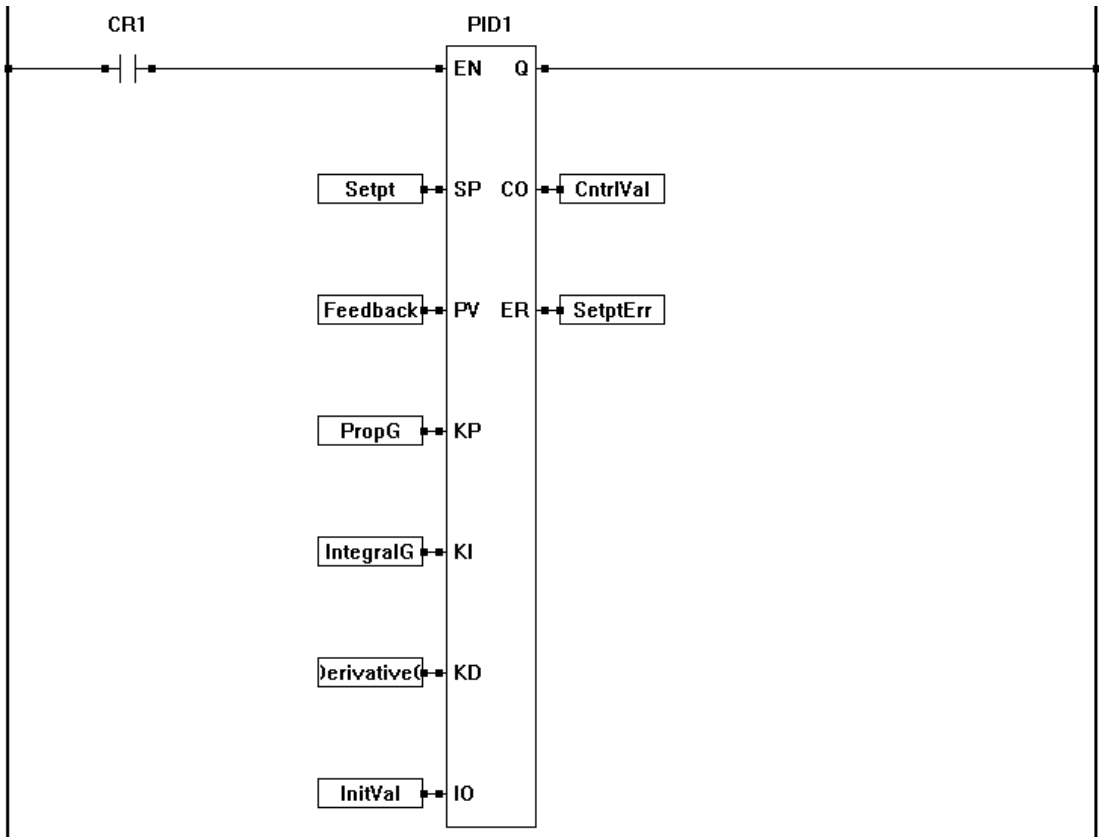 CR1 PID1
EN Q
Setpt SP CO CntrlVal
Feedback PV ER SetptErr
PropG KP
IntegralG KI
KD
InitVal IO